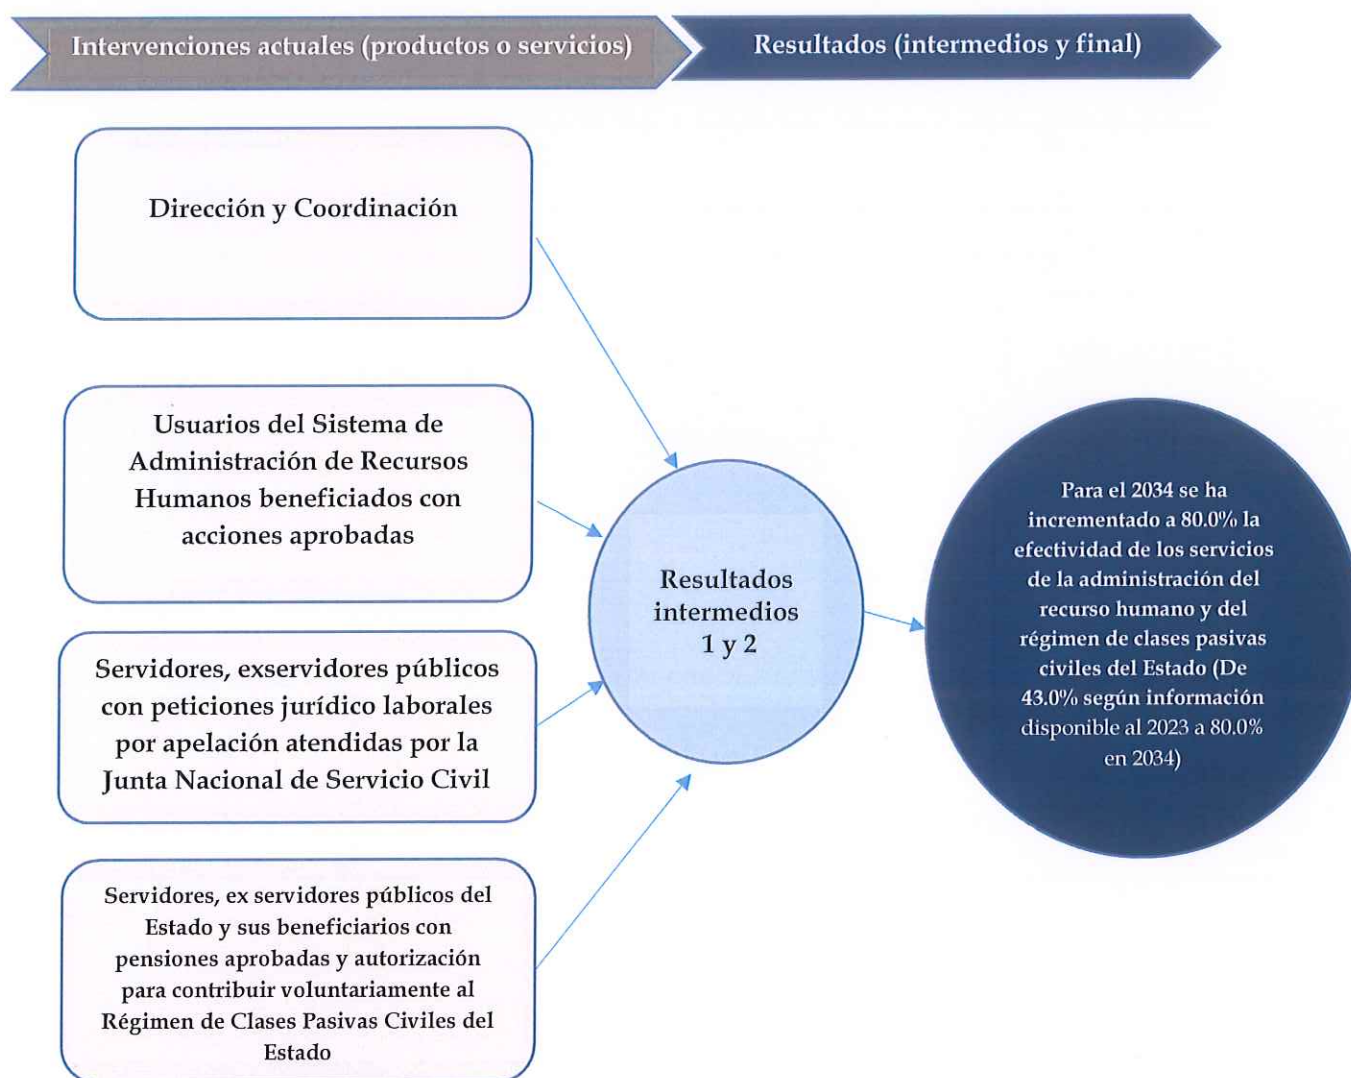 Intervenciones actuales (productos o servicios)
Resultados (intermedios y final)
Dirección y Coordinación
Usuarios del Sistema de
Administración de Recursos
Humanos beneficiados con
acciones aprobadas
Servidores, exservidores públicos
con peticiones jurídico laborales
por apelación atendidas por la
Junta Nacional de Servicio Civil
Servidores, ex servidores públicos del
Estado y sus beneficiarios con
pensiones aprobadas y autorización
para contribuir voluntariamente al
Régimen de Clases Pasivas Civiles del
Estado
Resultados
intermedios
1 y 2
Para el 2034 se ha
incrementado a 80.0% la
efectividad de los servicios
de la administración del
recurso humano y del
régimen de clases pasivas
civiles del Estado (De
43.0% según información
disponible al 2023 a 80.0%
en 2034)